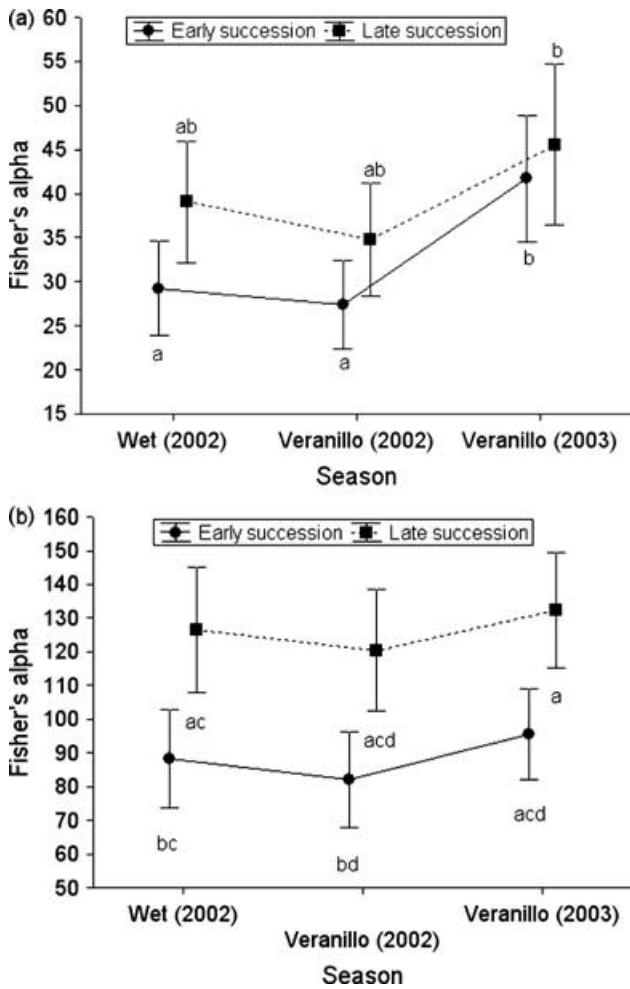 (a)
60
Early succession Late succession
55
50
45
40
35
30
25
20
15
Fisher's alpha
ab
ab
b
a
a
b
Wet (2002) Veranillo (2002) Veranillo (2003)
Season
(b)
160
Early succession Late succession
150
140
130
120
110
100
90
80
70
60
50
Fisher's alpha
ac
acd
a
bc
bd
acd
Wet (2002) Veranillo (2002) Veranillo (2003)
Season